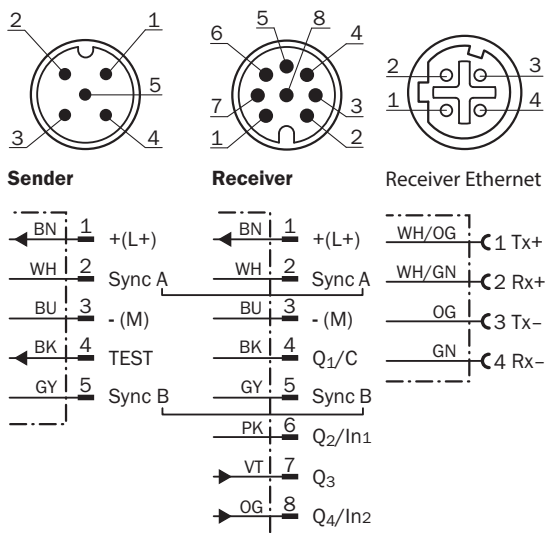 2 1
5
3 4
5 8
6 4
7 3
1 2
2 3
1 4
Sender
BN 1 +(L+)
WH 2 Sync A
BU 3 - (M)
BK 4 TEST
GY 5 Sync B
Receiver
BN 1 +(L+)
WH 2 Sync A
BU 3 - (M)
BK 4 Q1/C
GY 5 Sync B
PK 6 Q2/In1
VT 7 Q3
OG 8 Q4/In2
Receiver Ethernet
WH/OG 1 Tx+
WH/GN 2 Rx+
OG 3 Tx–
GN 4 Rx–